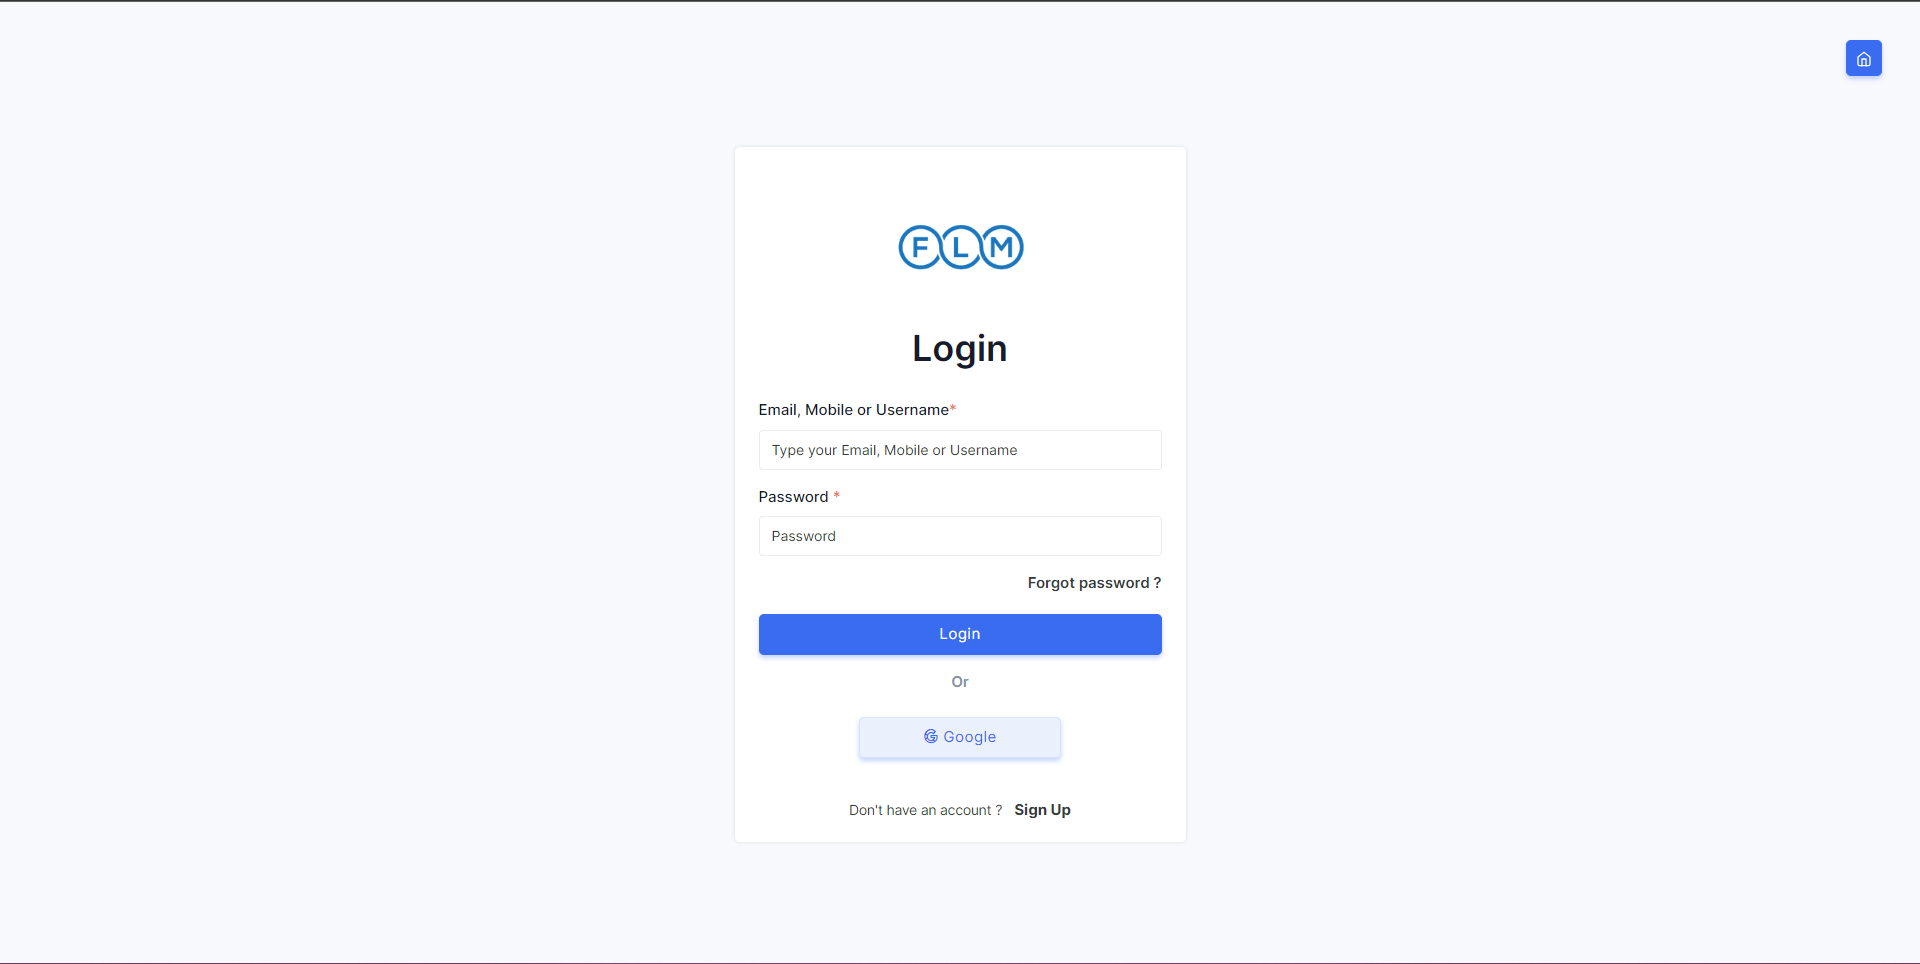 FLM
Login
Email, Mobile or Username*
Type your Email, Mobile or Username
Password *
Password
Forgot password ?
Login
Or
Google
Don't have an account ? Sign Up